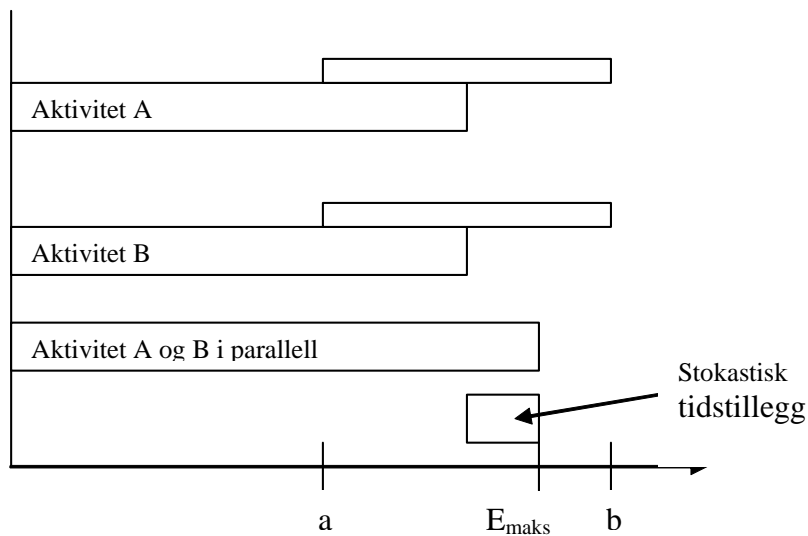 Aktivitet A
Aktivitet B
Aktivitet A og B i parallell
Stokastisk
tidstillegg
a
Emaks
b